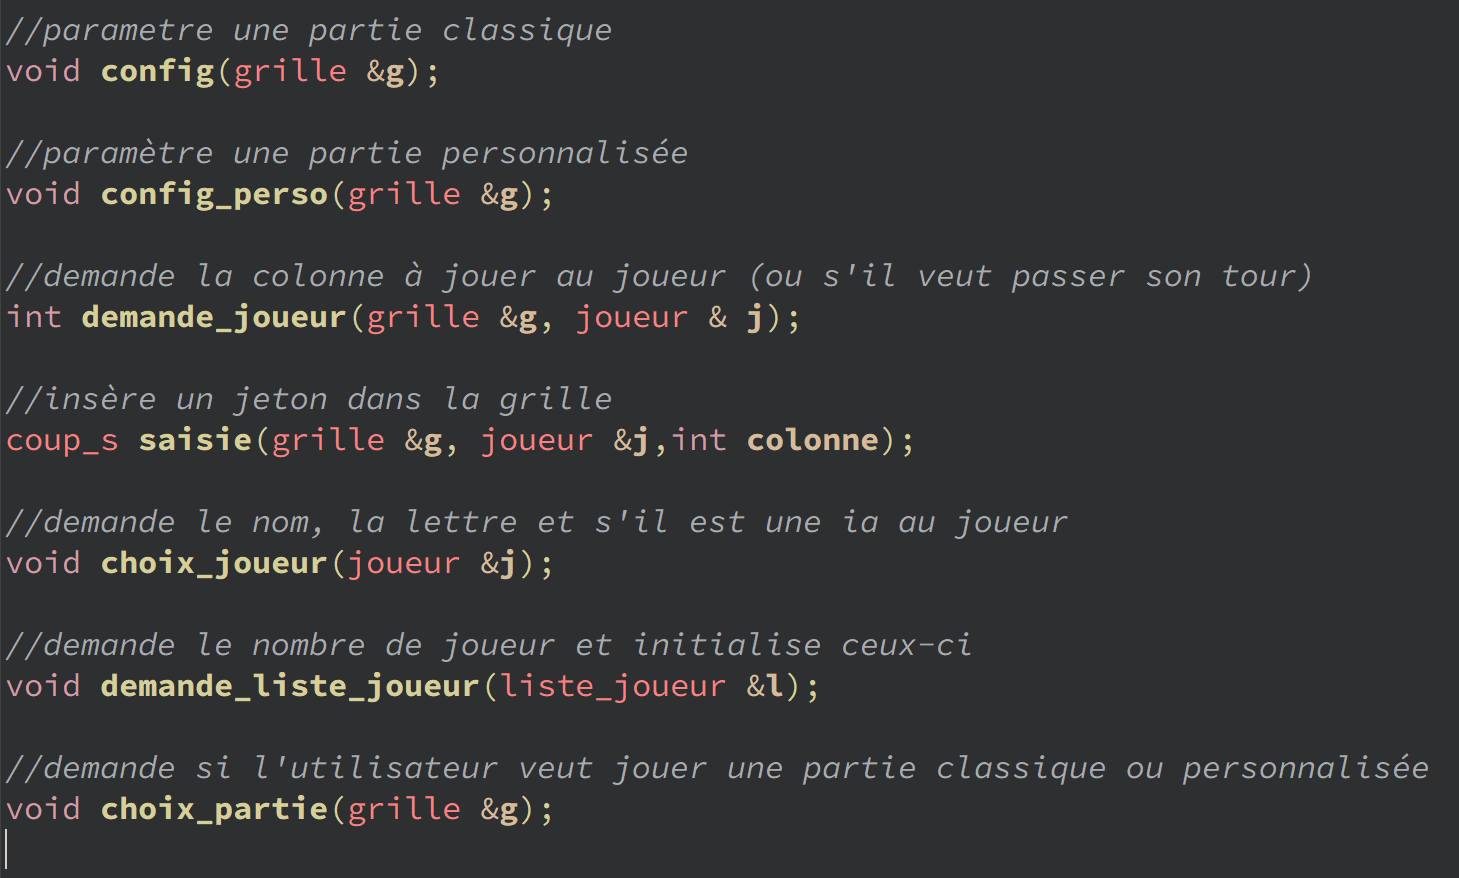 //parametre une partie classique
void config(grille &g);
//paramètre une partie personnalisée
void config_perso(grille &g);
//demande la colonne à jouer au joueur (ou s'il veut passer son tour)
int demande_joueur(grille &g, joueur & j);
//insère un jeton dans la grille
coup_s saisie(grille &g, joueur &j,int colonne);
//demande le nom, la lettre et s'il est une ia au joueur
void choix_joueur(joueur &j);
//demande le nombre de joueur et initialise ceux-ci
void demande_liste_joueur(liste_joueur &l);
//demande si l'utilisateur veut jouer une partie classique ou personnalisée
void choix_partie(grille &g);